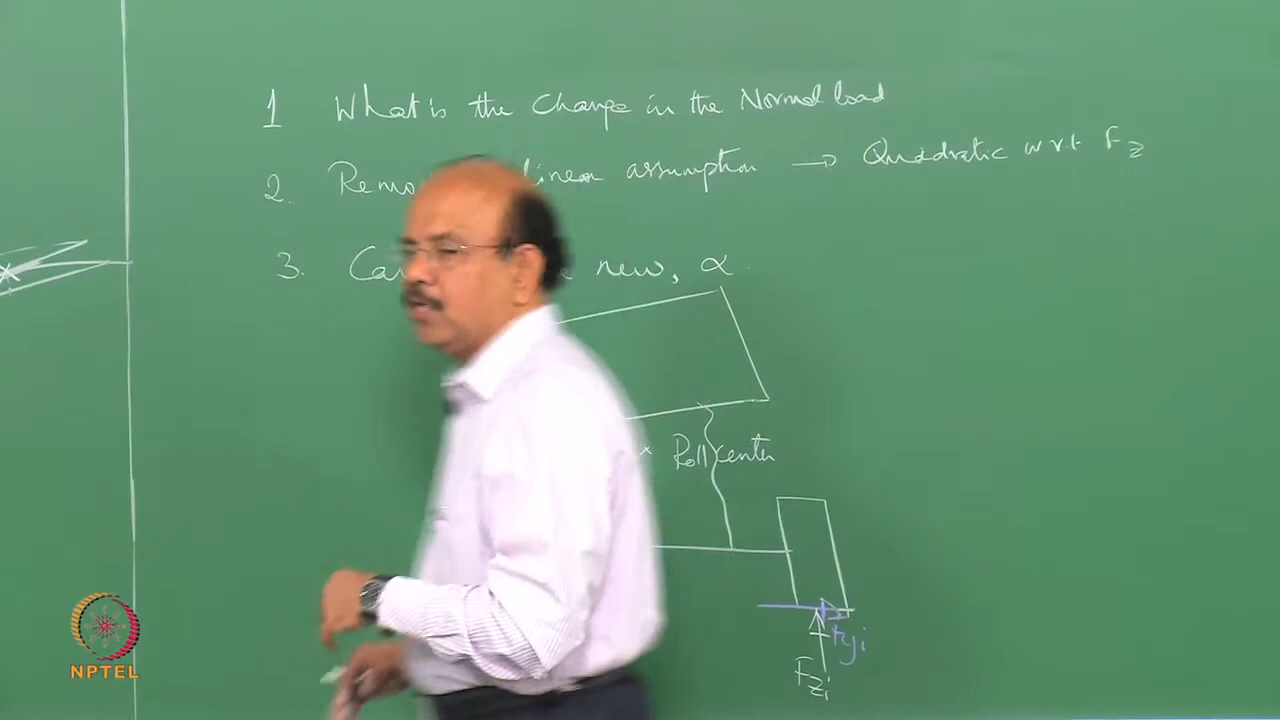 1 What is the Change in the Normal load
2. Remo linear assumption → Quadratic w.r.t Fz
3. Ca new, α
x Roll center
Fyi
Fzi
NPTEL